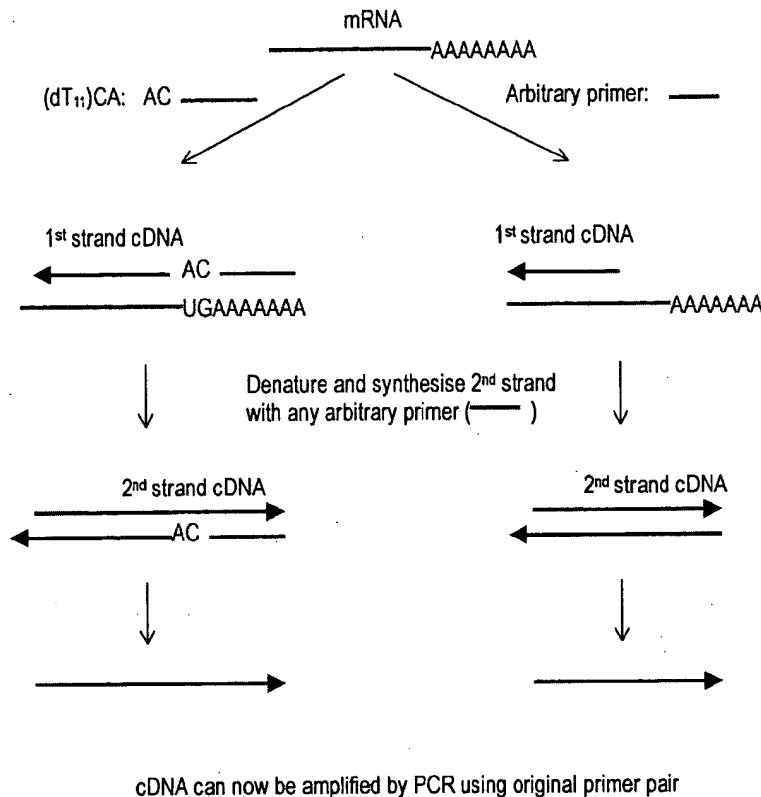 mRNA
AAAAAAAA
(dT₁₁)CA: AC
Arbitrary primer:
1ˢᵗ strand cDNA
1ˢᵗ strand cDNA
AC
UGAAAAAAA
AAAAAAA
Denature and synthesise 2ⁿᵈ strand
with any arbitrary primer ( )
2ⁿᵈ strand cDNA
2ⁿᵈ strand cDNA
AC
cDNA can now be amplified by PCR using original primer pair